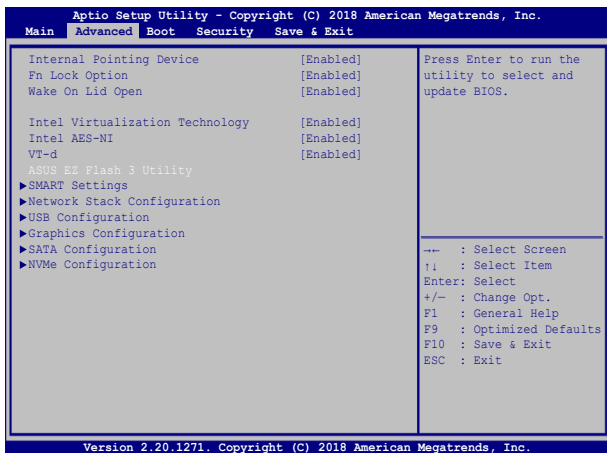 Aptio Setup Utility - Copyright (C) 2018 American Megatrends, Inc.
Main Advanced Boot Security Save & Exit
Internal Pointing Device [Enabled]
Fn Lock Option [Enabled]
Wake On Lid Open [Enabled]
Intel Virtualization Technology [Enabled]
Intel AES-NI [Enabled]
VT-d [Enabled]
ASUS EZ Flash 3 Utility
▶SMART Settings
▶Network Stack Configuration
▶USB Configuration
▶Graphics Configuration
▶SATA Configuration
▶NVMe Configuration
Press Enter to run the
utility to select and
update BIOS.
→← : Select Screen
↑↓ : Select Item
Enter: Select
+/— : Change Opt.
F1 : General Help
F9 : Optimized Defaults
F10 : Save & Exit
ESC : Exit
Version 2.20.1271. Copyright (C) 2018 American Megatrends, Inc.